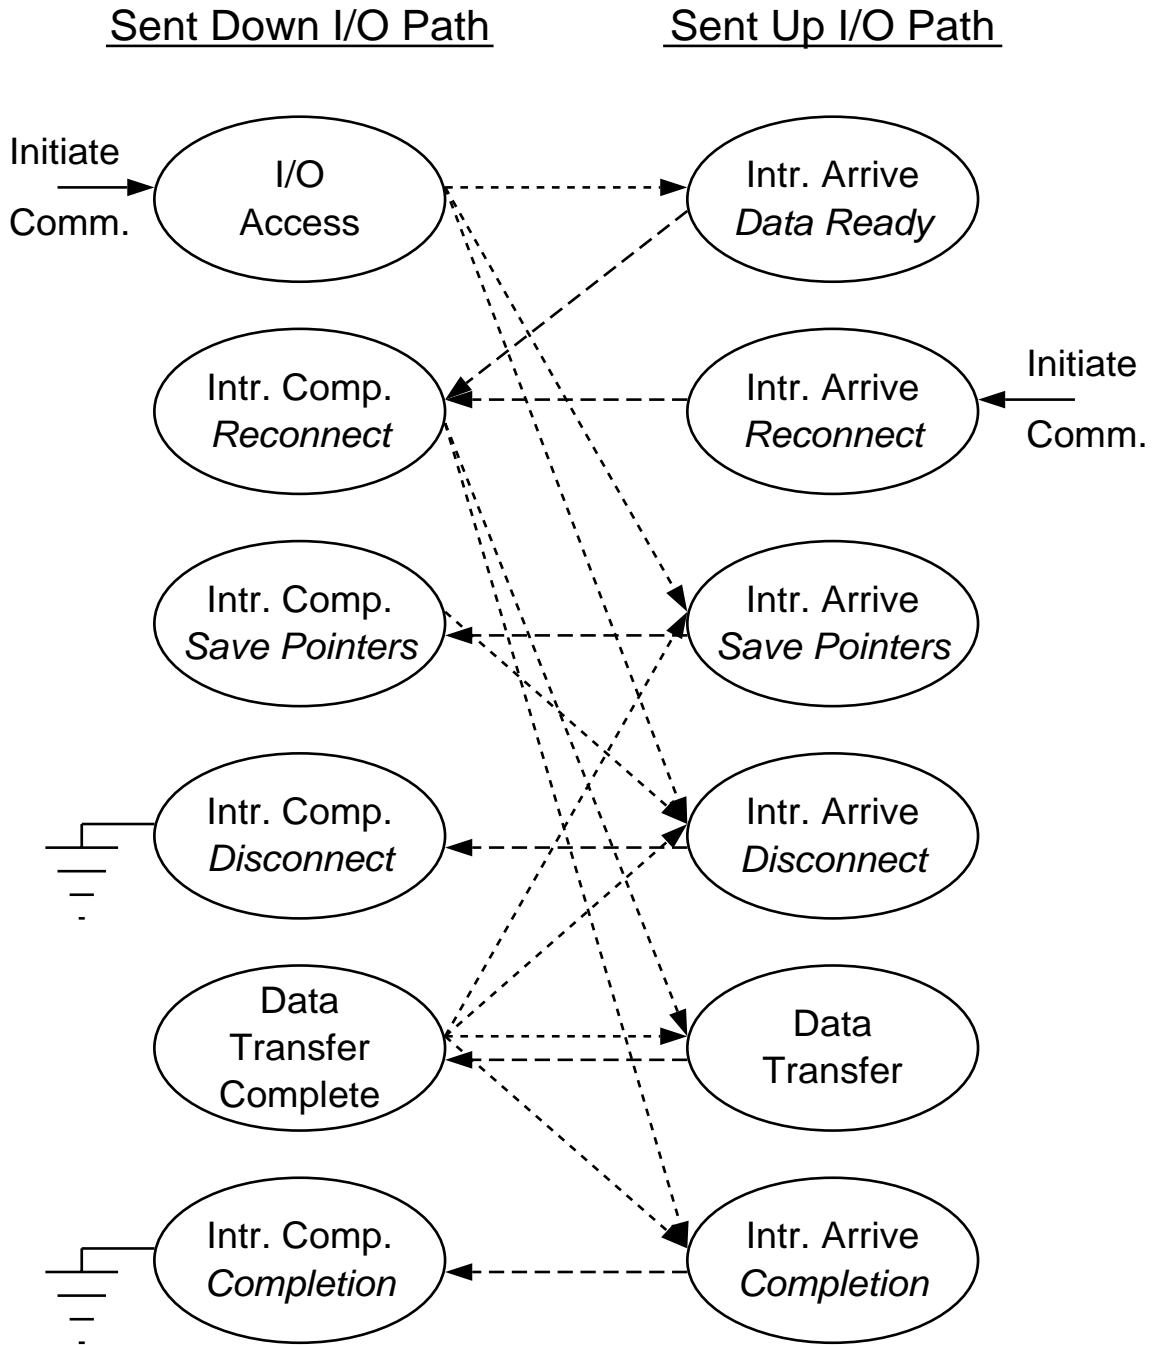 Sent Down I/O Path
Sent Up I/O Path
Initiate
Comm.
I/O
Access
Intr. Arrive
Data Ready
Intr. Comp.
Reconnect
Intr. Arrive
Reconnect
Initiate
Comm.
Intr. Comp.
Save Pointers
Intr. Arrive
Save Pointers
Intr. Comp.
Disconnect
Intr. Arrive
Disconnect
Data
Transfer
Complete
Data
Transfer
Intr. Comp.
Completion
Intr. Arrive
Completion